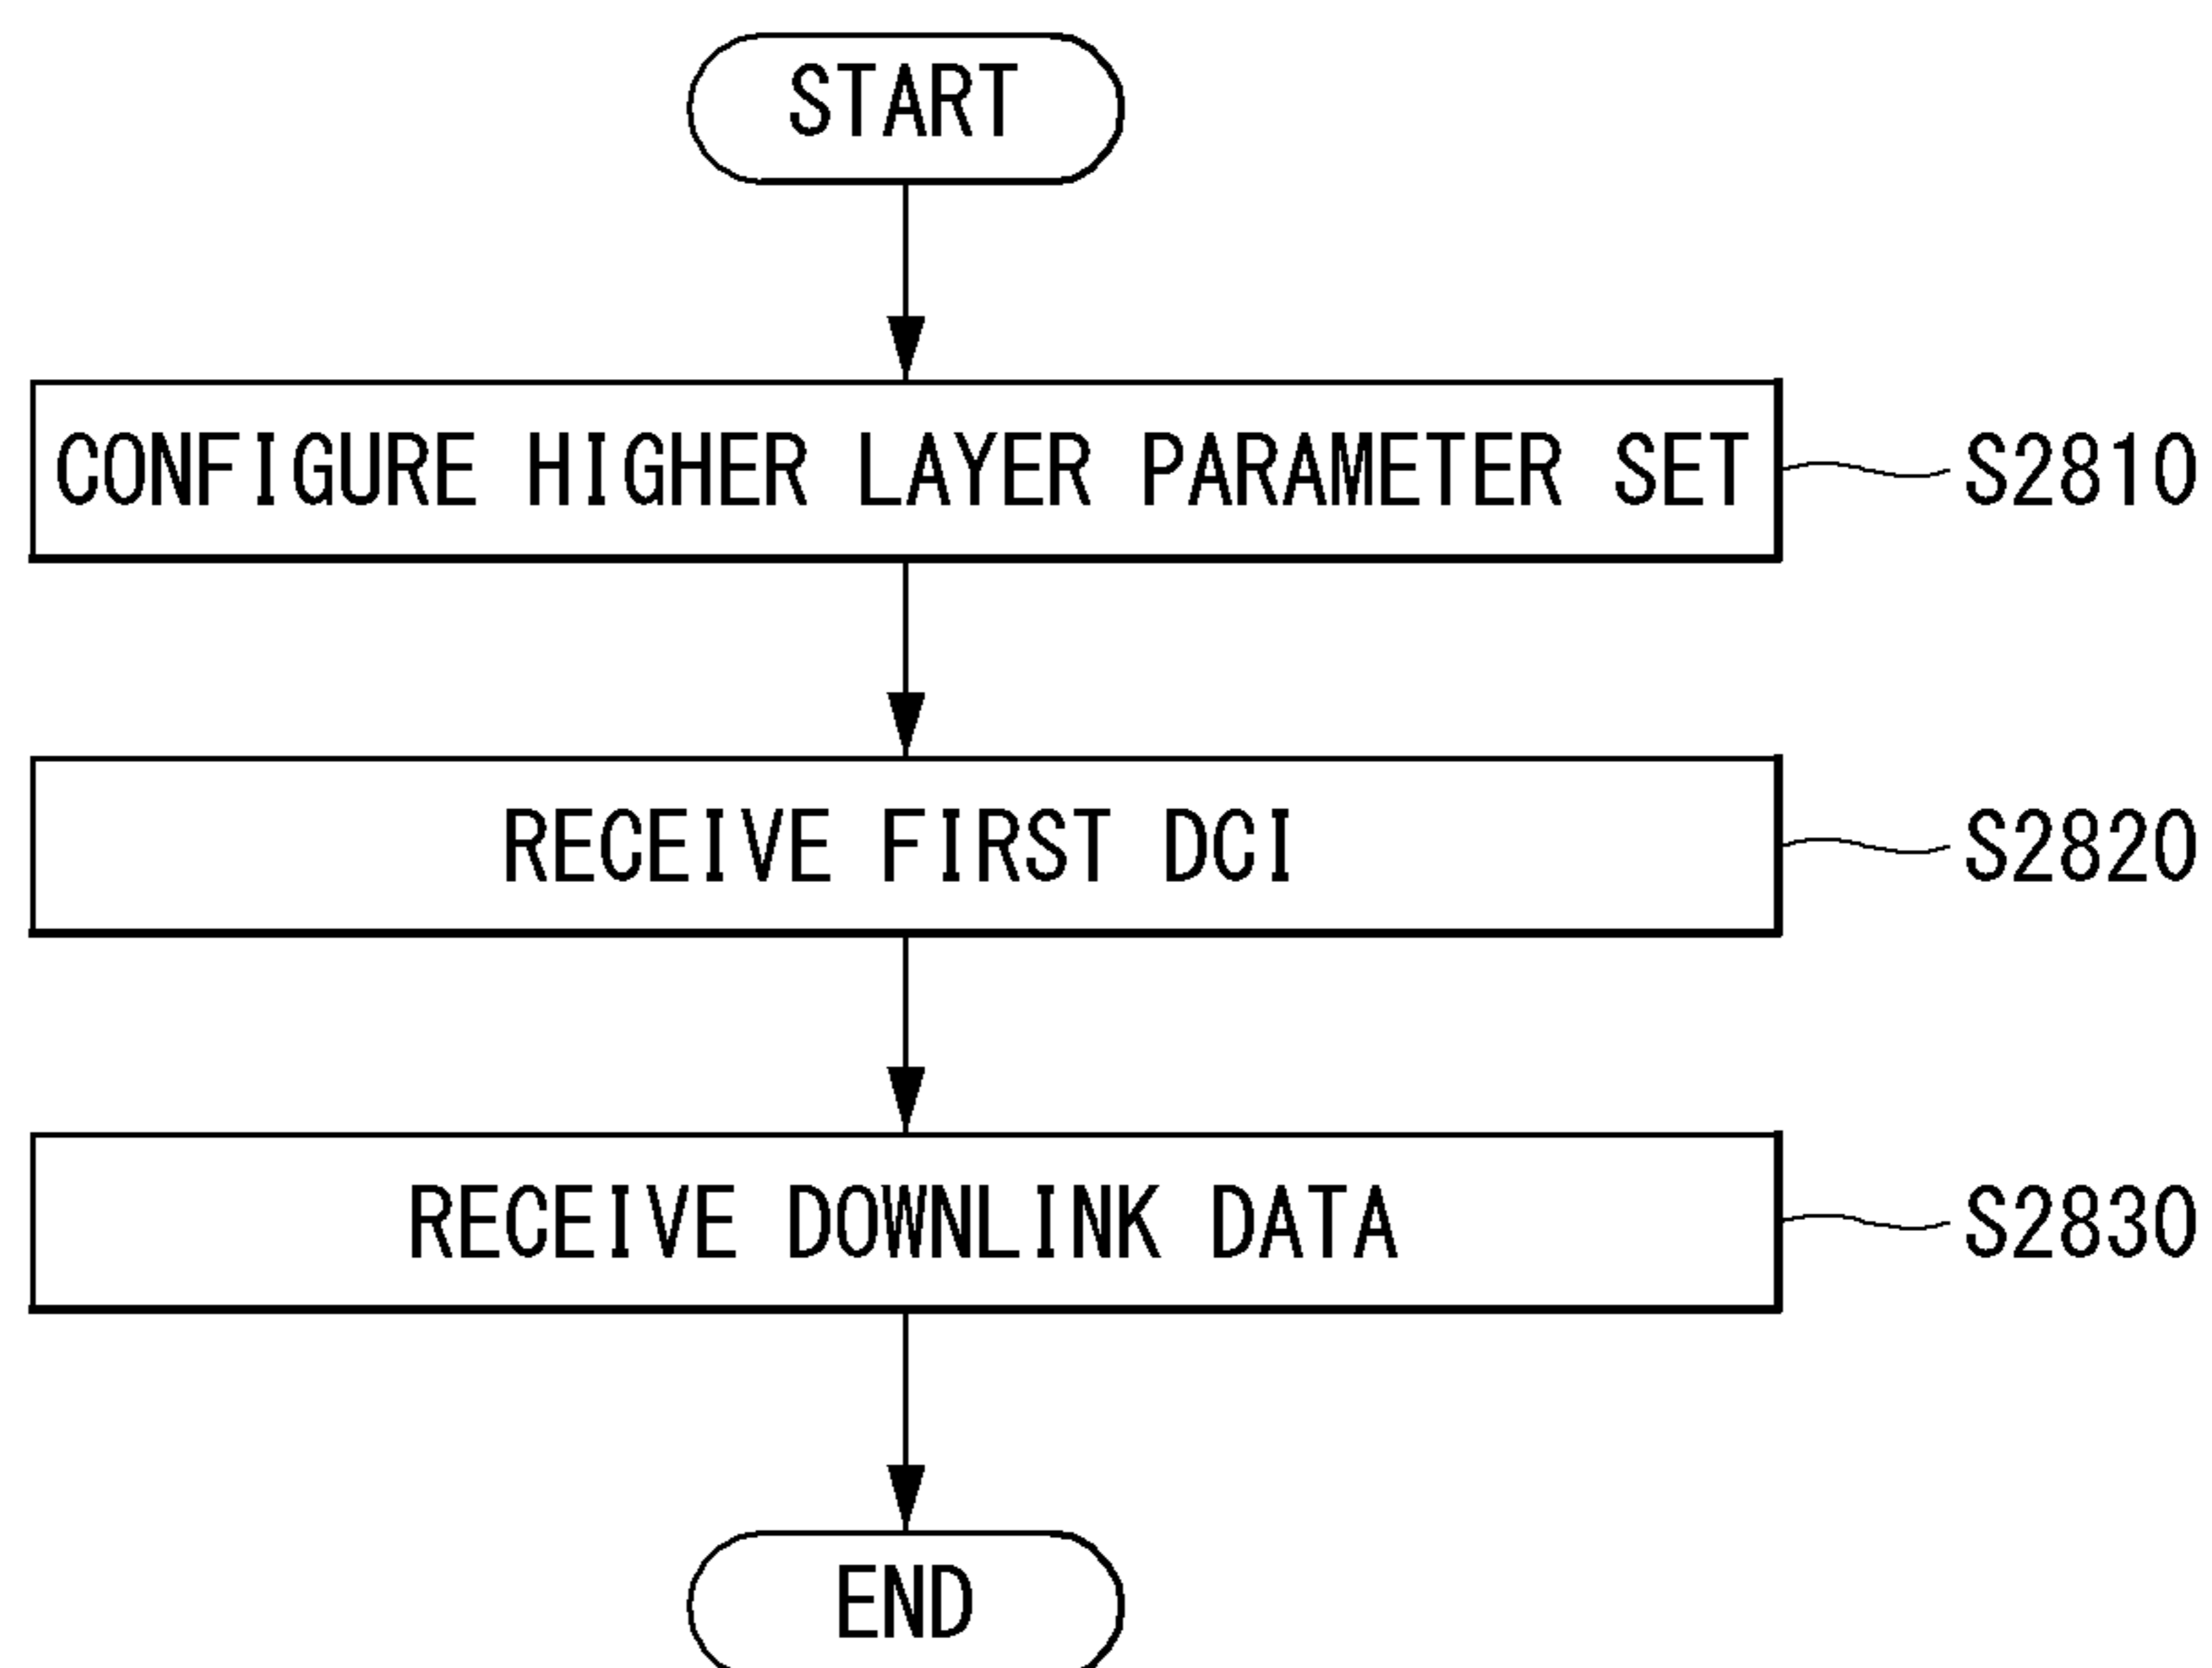 START
CONFIGURE HIGHER LAYER PARAMETER SET
S2810
RECEIVE FIRST DCI
S2820
RECEIVE DOWNLINK DATA
S2830
END